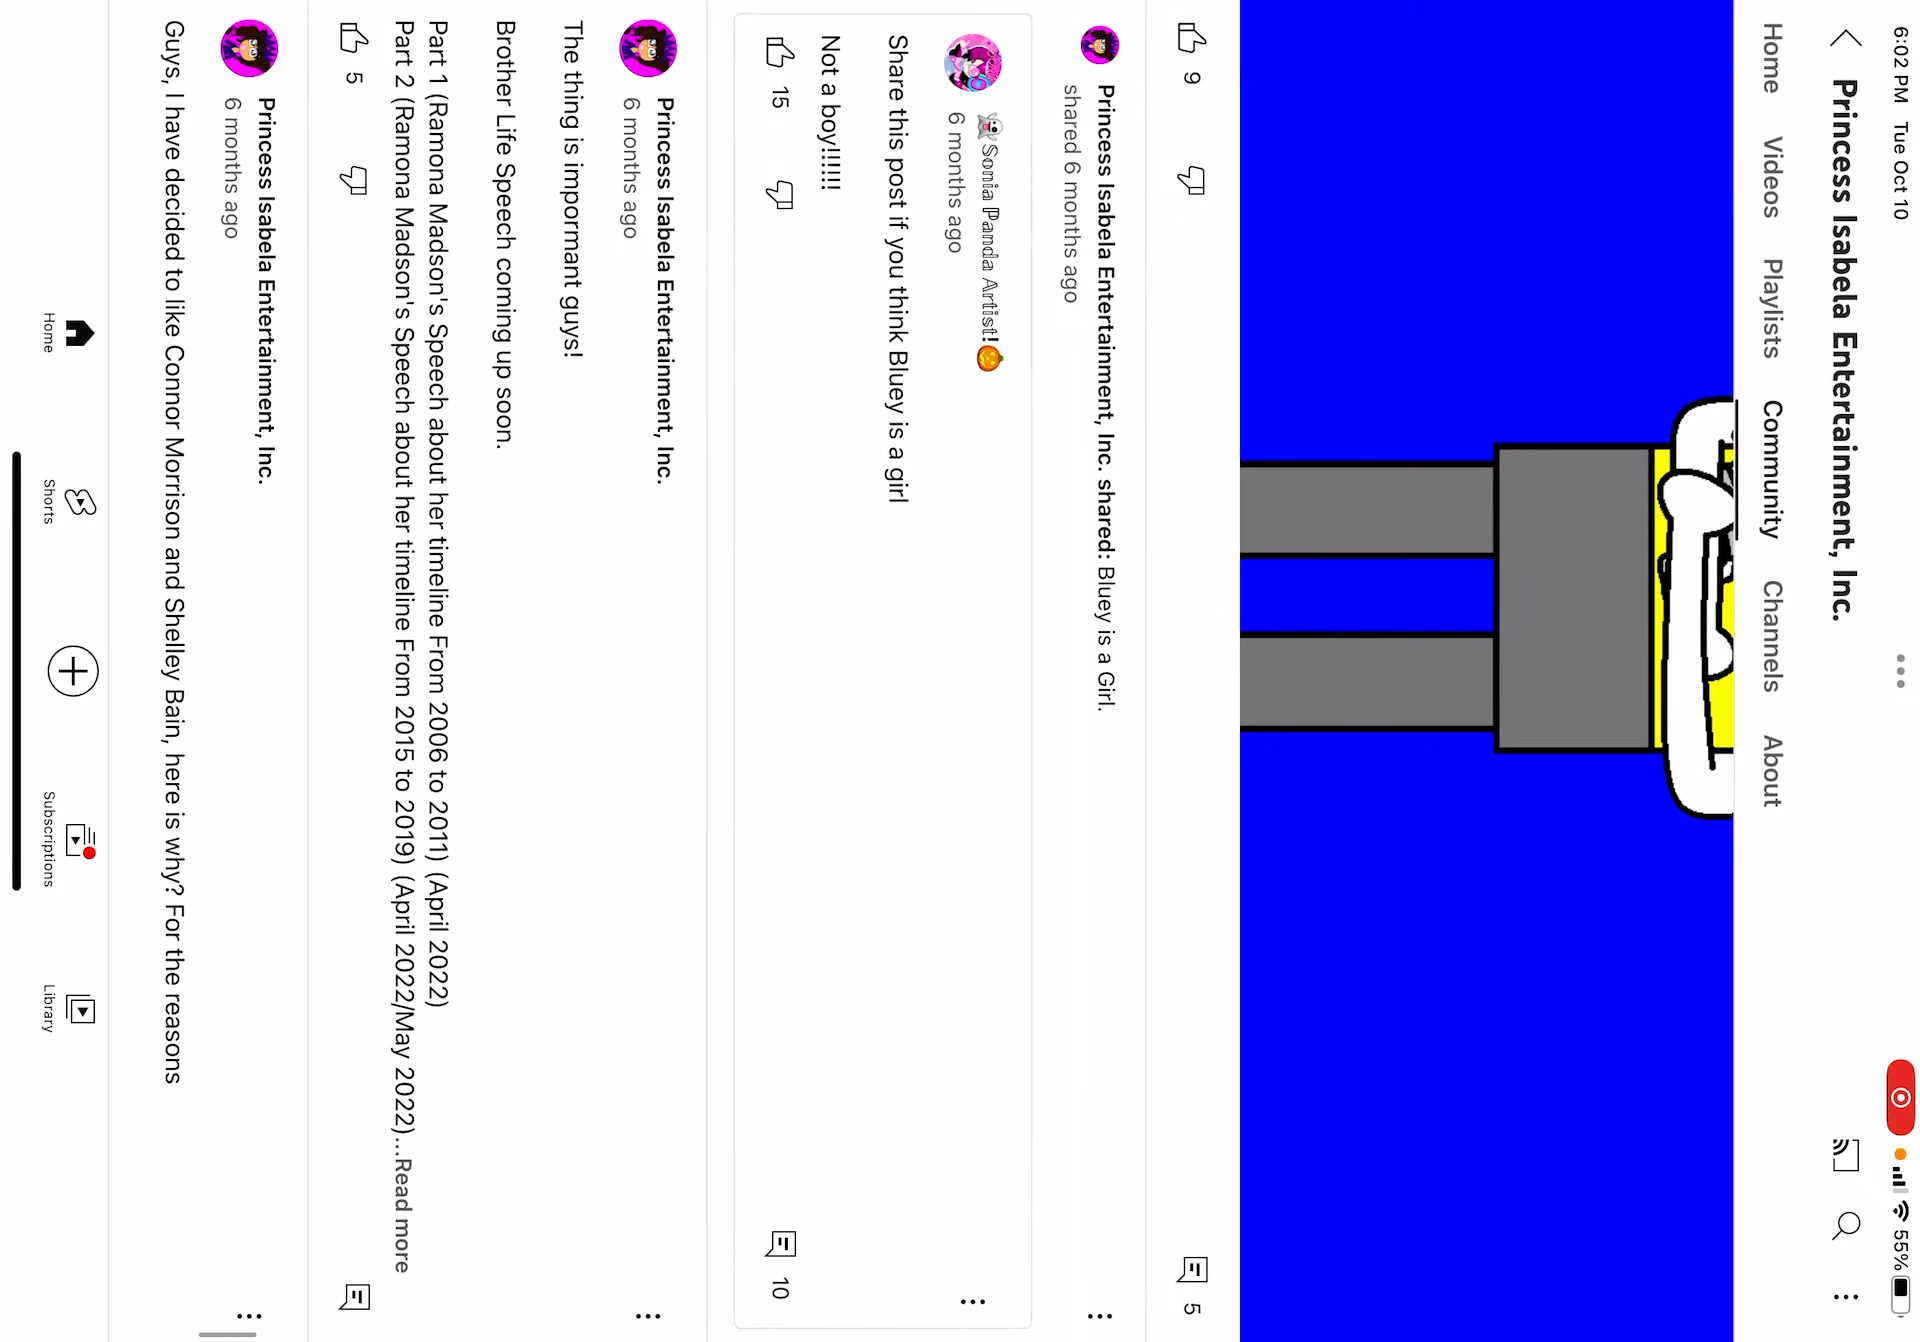 6:02 PM Tue Oct 10
55%
Princess Isabela Entertainment, Inc.
Home Videos Playlists Community Channels About
9
5
Princess Isabela Entertainment, Inc. shared: Bluey is a Girl.
shared 6 months ago
👻Sonia Panda Artist!🎃
6 months ago
Share this post if you think Bluey is a girl
Not a boy!!!!!!
15
10
Princess Isabela Entertainment, Inc.
6 months ago
The thing is impormant guys!
Brother Life Speech coming up soon.
Part 1 (Ramona Madson's Speech about her timeline From 2006 to 2011) (April 2022)
Part 2 (Ramona Madson's Speech about her timeline From 2015 to 2019) (April 2022/May 2022)...Read more
5
Princess Isabela Entertainment, Inc.
6 months ago
Guys, I have decided to like Connor Morrison and Shelley Bain, here is why? For the reasons
Home Shorts Subscriptions Library